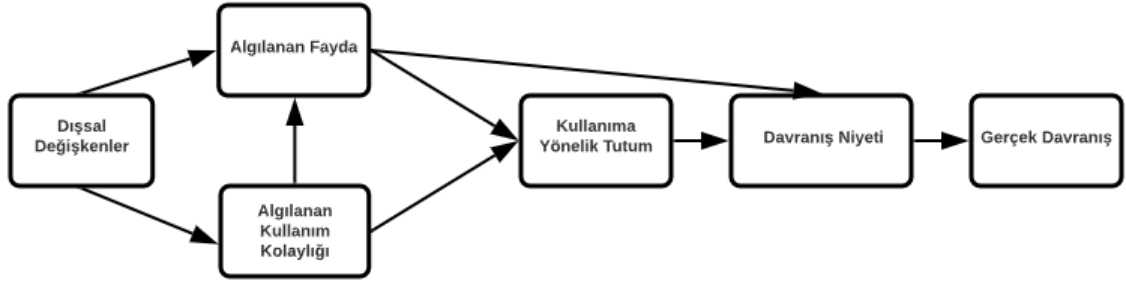 Algılanan Fayda
Dışsal
Değişkenler
Kullanıma
Yönelik Tutum
Davranış Niyeti
Gerçek Davranış
Algılanan
Kullanım
Kolaylığı